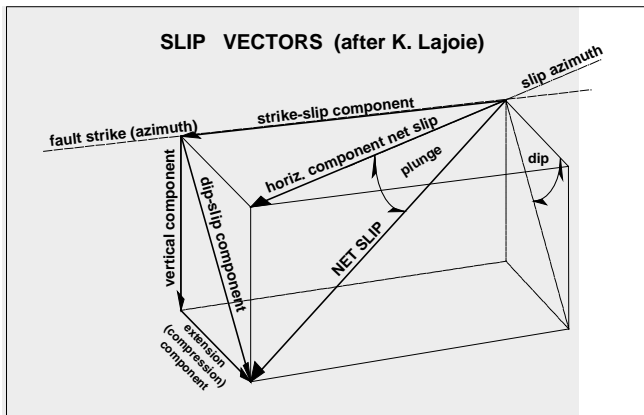 SLIP VECTORS (after K. Lajoie)
slip azimuth
strike-slip component
fault strike (azimuth)
horiz. component net slip
plunge
dip
vertical component
dip-slip component
NET SLIP
extension
(compression)
component